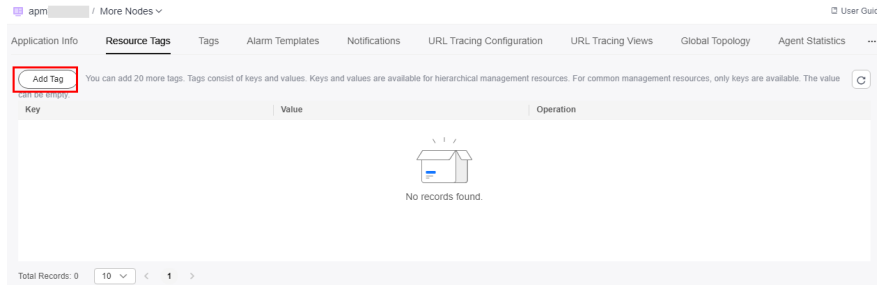 apm / More Nodes
User Guid
Application Info Resource Tags Tags Alarm Templates Notifications URL Tracing Configuration URL Tracing Views Global Topology Agent Statistics ...
Add Tag You can add 20 more tags. Tags consist of keys and values. Keys and values are available for hierarchical management resources. For common management resources, only keys are available. The value
can be empty.
Key Value Operation
No records found.
Total Records: 0 10 < 1 >